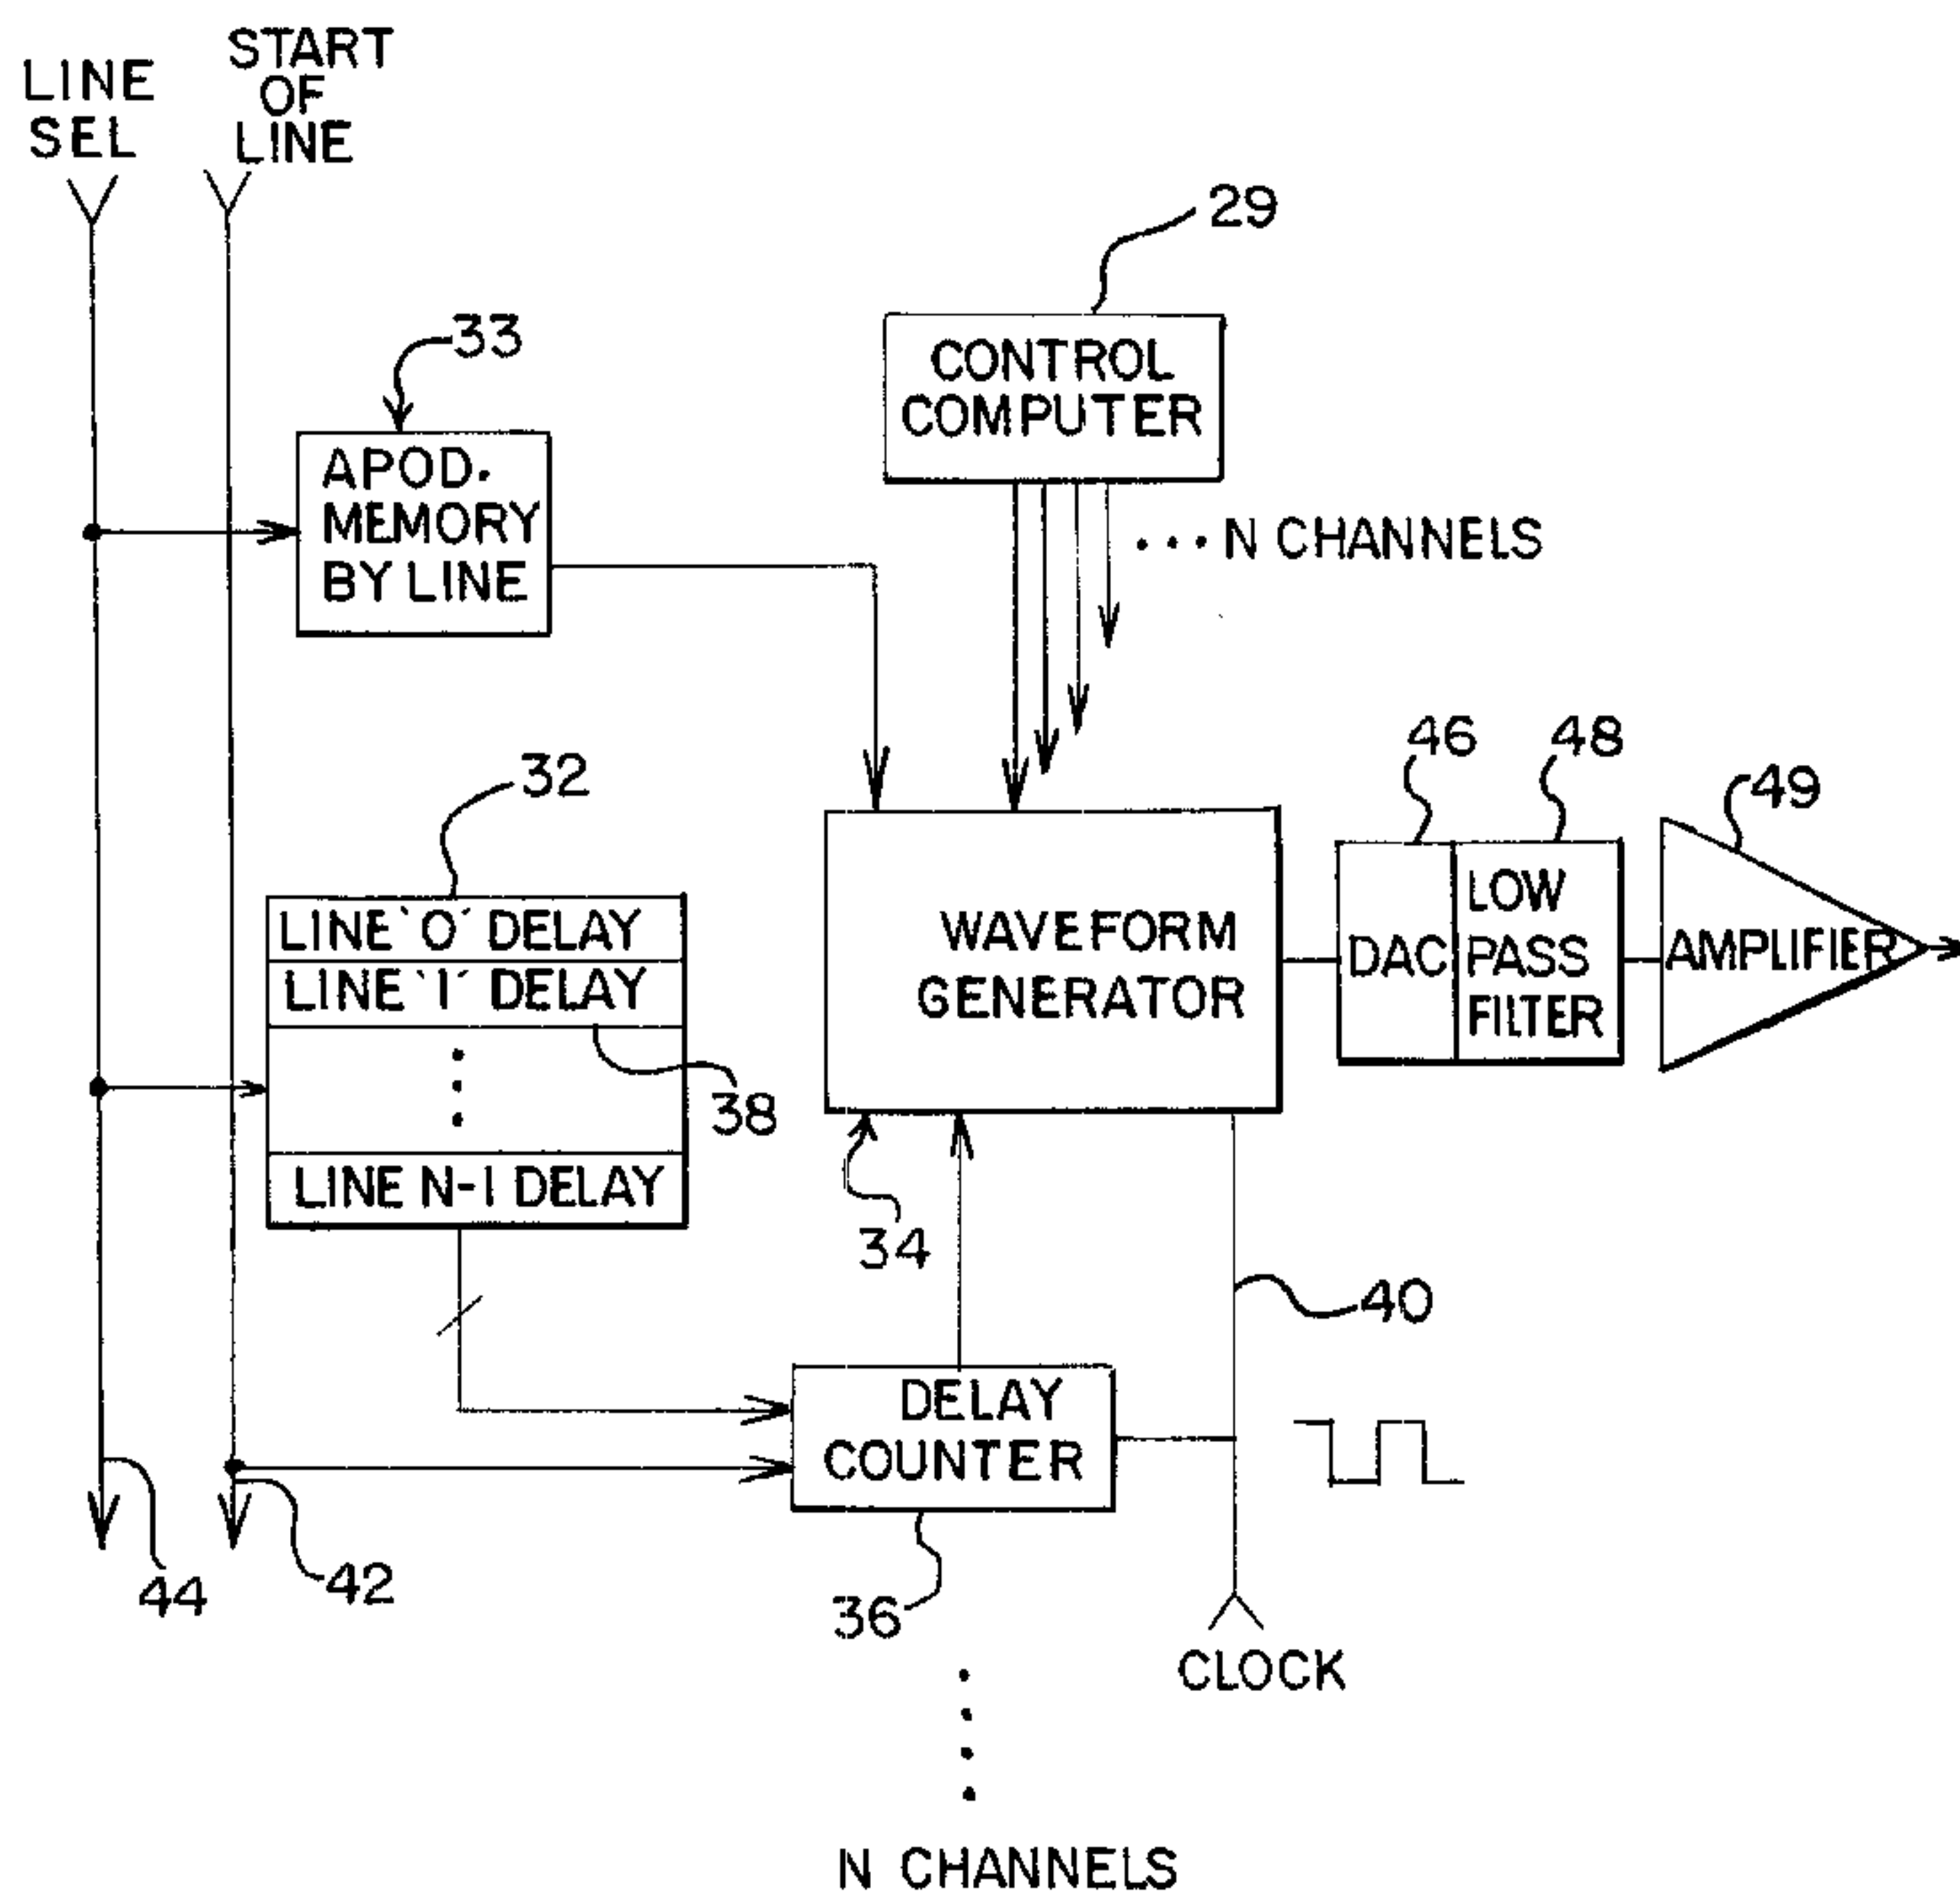 LINE
SEL
START
OF
LINE
29
33
CONTROL
COMPUTER
APOD.
MEMORY
BY LINE
... N CHANNELS
32
46
48
49
LINE 'O' DELAY
LINE '1' DELAY
LINE N-1 DELAY
38
WAVEFORM
GENERATOR
DAC
LOW
PASS
FILTER
AMPLIFIER
34
40
DELAY
COUNTER
44
42
36
CLOCK
N CHANNELS